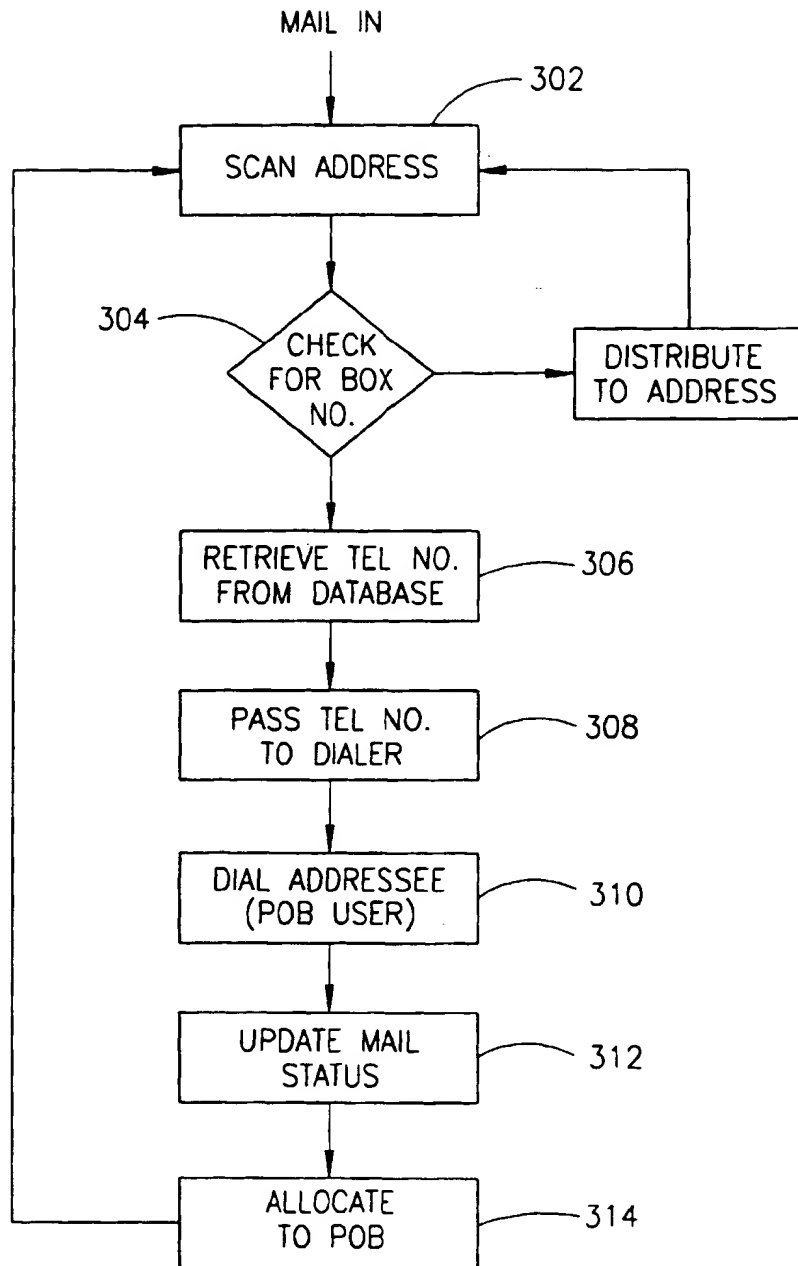 MAIL IN
302
SCAN ADDRESS
304
CHECK
FOR BOX
NO.
DISTRIBUTE
TO ADDRESS
RETRIEVE TEL NO.
FROM DATABASE
306
PASS TEL NO.
TO DIALER
308
DIAL ADDRESSEE
(POB USER)
310
UPDATE MAIL
STATUS
312
ALLOCATE
TO POB
314